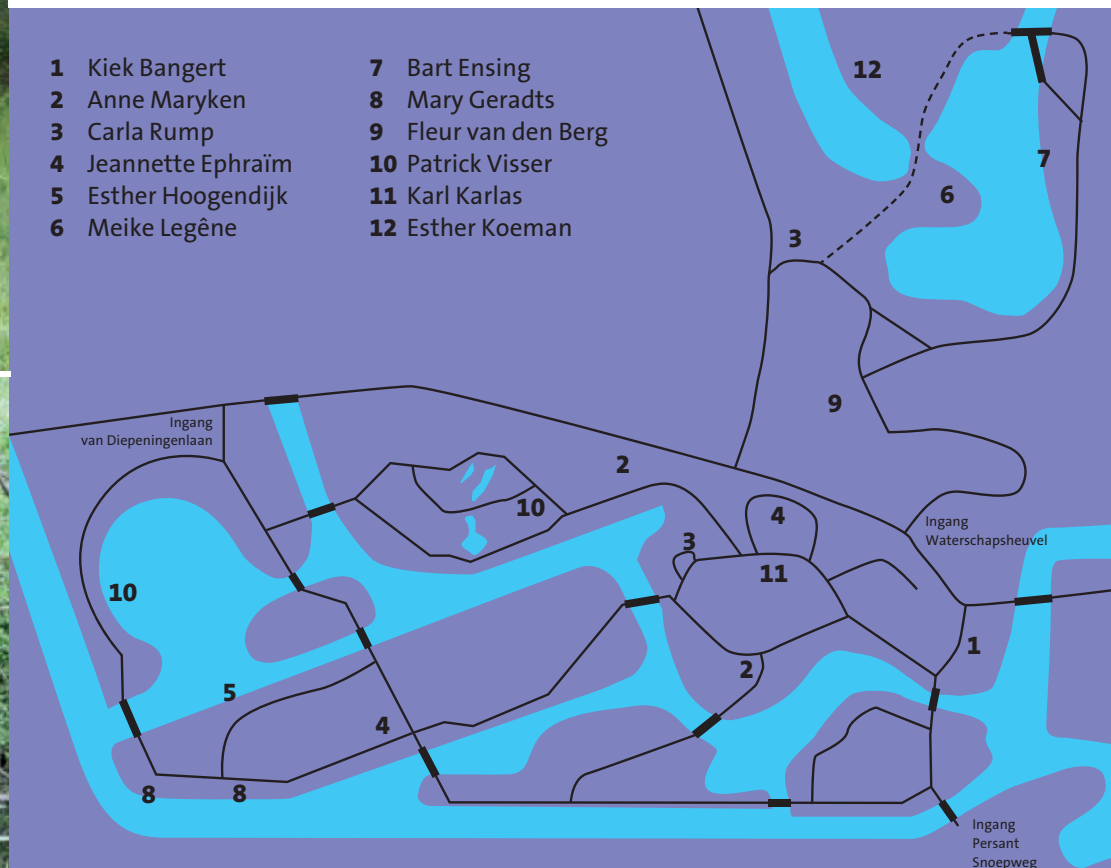 1 Kiek Bangert
2 Anne Maryken
3 Carla Rump
4 Jeannette Ephraïm
5 Esther Hoogendijk
6 Meike Legêne
7 Bart Ensing
8 Mary Geradts
9 Fleur van den Berg
10 Patrick Visser
11 Karl Karlas
12 Esther Koeman
12
7
6
3
9
Ingang
van Diepeningenlaan
2
10
4
Ingang
Waterschapsheuvel
3
11
10
1
2
5
4
8
8
Ingang
Persant
Snoepweg